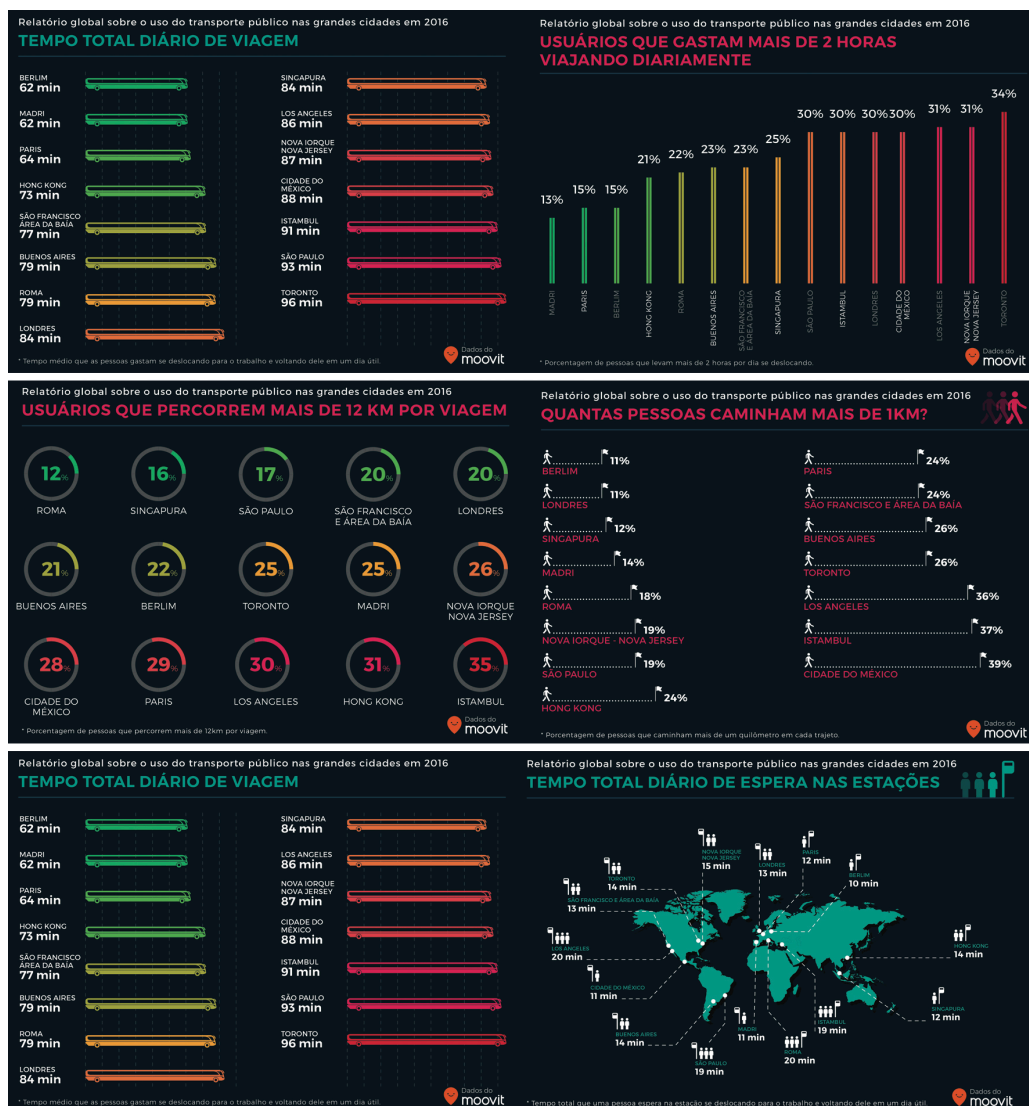 Relatório global sobre o uso do transporte público nas grandes cidades em 2016
TEMPO TOTAL DIÁRIO DE VIAGEM
BERLIM
62 min
MADRI
62 min
PARIS
64 min
HONG KONG
73 min
SÃO FRANCISCO
ÁREA DA BAÍA
77 min
BUENOS AIRES
79 min
ROMA
79 min
LONDRES
84 min
SINGAPURA
84 min
LOS ANGELES
86 min
NOVA IORQUE
NOVA JERSEY
87 min
CIDADE DO
MÉXICO
88 min
ISTAMBUL
91 min
SÃO PAULO
93 min
TORONTO
96 min
* Tempo médio que as pessoas gastam se deslocando para o trabalho e voltando dele em um dia útil.
Dados do
moovit
Relatório global sobre o uso do transporte público nas grandes cidades em 2016
USUÁRIOS QUE GASTAM MAIS DE 2 HORAS
VIAJANDO DIARIAMENTE
13%
15%
15%
21%
22%
23%
23%
25%
30%
30%
30%
30%
31%
31%
34%
MADRI
PARIS
BERLIM
HONG KONG
ROMA
BUENOS AIRES
SÃO FRANCISCO
E ÁREA DA BAÍA
SINGAPURA
SÃO PAULO
ISTAMBUL
LONDRES
CIDADE DO
MÉXICO
LOS ANGELES
NOVA IORQUE
NOVA JERSEY
TORONTO
* Porcentagem de pessoas que levam mais de 2 horas por dia se deslocando.
Dados do
moovit
Relatório global sobre o uso do transporte público nas grandes cidades em 2016
USUÁRIOS QUE PERCORREM MAIS DE 12 KM POR VIAGEM
12%
ROMA
16%
SINGAPURA
17%
SÃO PAULO
20%
SÃO FRANCISCO
E ÁREA DA BAÍA
20%
LONDRES
21%
BUENOS AIRES
22%
BERLIM
25%
TORONTO
25%
MADRI
26%
NOVA IORQUE
NOVA JERSEY
28%
CIDADE DO
MÉXICO
29%
PARIS
30%
LOS ANGELES
31%
HONG KONG
35%
ISTAMBUL
* Porcentagem de pessoas que percorrem mais de 12km por viagem.
Dados do
moovit
Relatório global sobre o uso do transporte público nas grandes cidades em 2016
QUANTAS PESSOAS CAMINHAM MAIS DE 1KM?
11%
BERLIM
11%
LONDRES
12%
SINGAPURA
14%
MADRI
18%
ROMA
19%
NOVA IORQUE - NOVA JERSEY
19%
SÃO PAULO
24%
HONG KONG
24%
PARIS
24%
SÃO FRANCISCO E ÁREA DA BAÍA
26%
BUENOS AIRES
26%
TORONTO
36%
LOS ANGELES
37%
ISTAMBUL
39%
CIDADE DO MÉXICO
* Porcentagem de pessoas que caminham mais de um quilômetro em cada trajeto.
Dados do
moovit
Relatório global sobre o uso do transporte público nas grandes cidades em 2016
TEMPO TOTAL DIÁRIO DE VIAGEM
BERLIM
62 min
MADRI
62 min
PARIS
64 min
HONG KONG
73 min
SÃO FRANCISCO
ÁREA DA BAÍA
77 min
BUENOS AIRES
79 min
ROMA
79 min
LONDRES
84 min
SINGAPURA
84 min
LOS ANGELES
86 min
NOVA IORQUE
NOVA JERSEY
87 min
CIDADE DO
MÉXICO
88 min
ISTAMBUL
91 min
SÃO PAULO
93 min
TORONTO
96 min
* Tempo médio que as pessoas gastam se deslocando para o trabalho e voltando dele em um dia útil.
Dados do
moovit
Relatório global sobre o uso do transporte público nas grandes cidades em 2016
TEMPO TOTAL DIÁRIO DE ESPERA NAS ESTAÇÕES
NOVA IORQUE
NOVA JERSEY
15 min
LONDRES
13 min
PARIS
12 min
BERLIM
10 min
TORONTO
14 min
SÃO FRANCISCO E ÁREA DA BAÍA
13 min
LOS ANGELES
20 min
HONG KONG
14 min
CIDADE DO MÉXICO
11 min
SINGAPURA
12 min
BUENOS AIRES
14 min
MADRI
11 min
ISTAMBUL
19 min
SÃO PAULO
19 min
ROMA
20 min
* Tempo total que uma pessoa espera na estação se deslocando para o trabalho e voltando dele em um dia útil.
Dados do
moovit